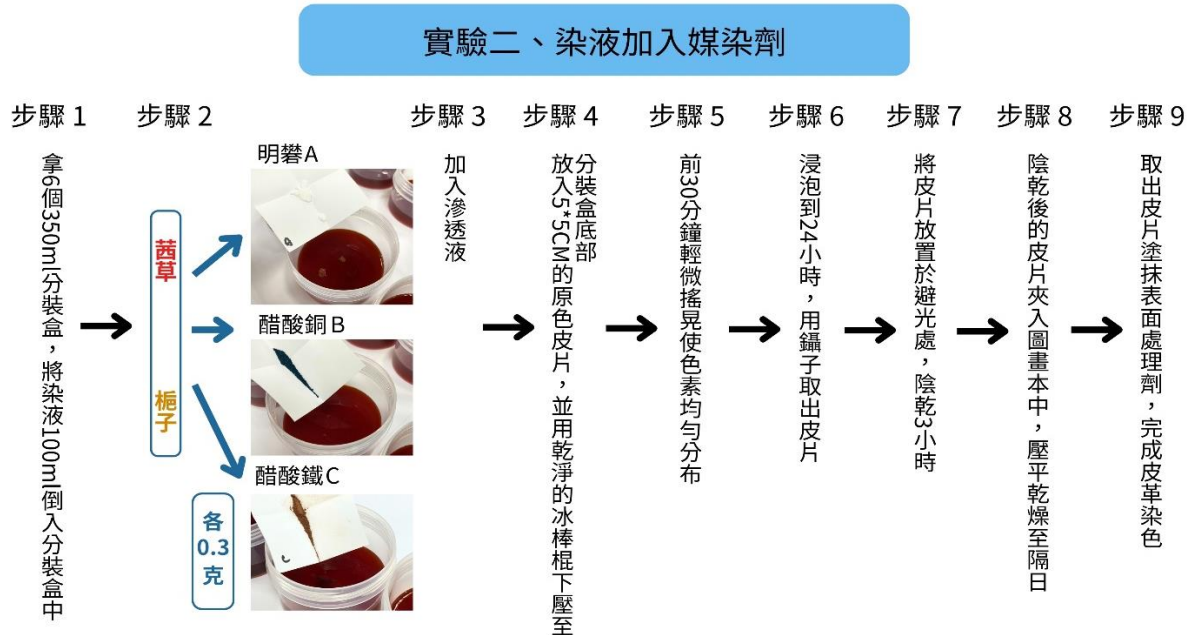 實驗二、染液加入媒染劑
步驟 1
拿6個350ml分裝盒，將染液100ml倒入分裝盒中
步驟 2
茜草
梔子
明礬A
醋酸銅B
醋酸鐵C
各
0.3
克
步驟 3
加入滲透液
步驟 4
放入5*5CM的原色皮片，並用乾淨的冰棒棍下壓至
分裝盒底部
步驟 5
前30分鐘輕微搖晃使色素均勻分布
步驟 6
浸泡到24小時，用鑷子取出皮片
步驟 7
將皮片放置於避光處，陰乾3小時
步驟 8
陰乾後的皮片夾入圖畫本中，壓平乾燥至隔日
步驟 9
取出皮片塗抹表面處理劑，完成皮革染色